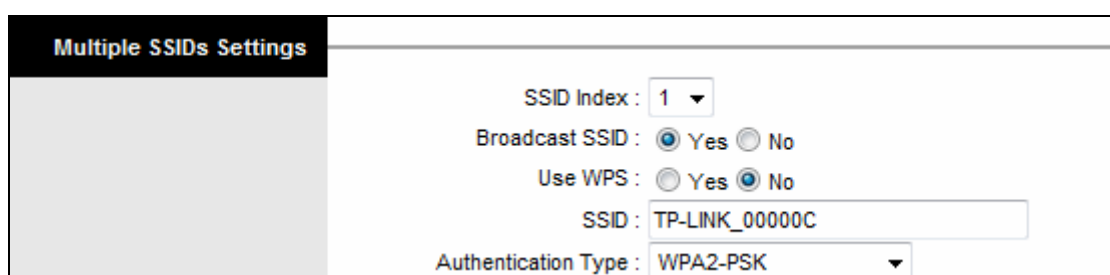 Multiple SSIDs Settings
SSID Index : 1
Broadcast SSID : Yes No
Use WPS : Yes No
SSID : TP-LINK_00000C
Authentication Type : WPA2-PSK